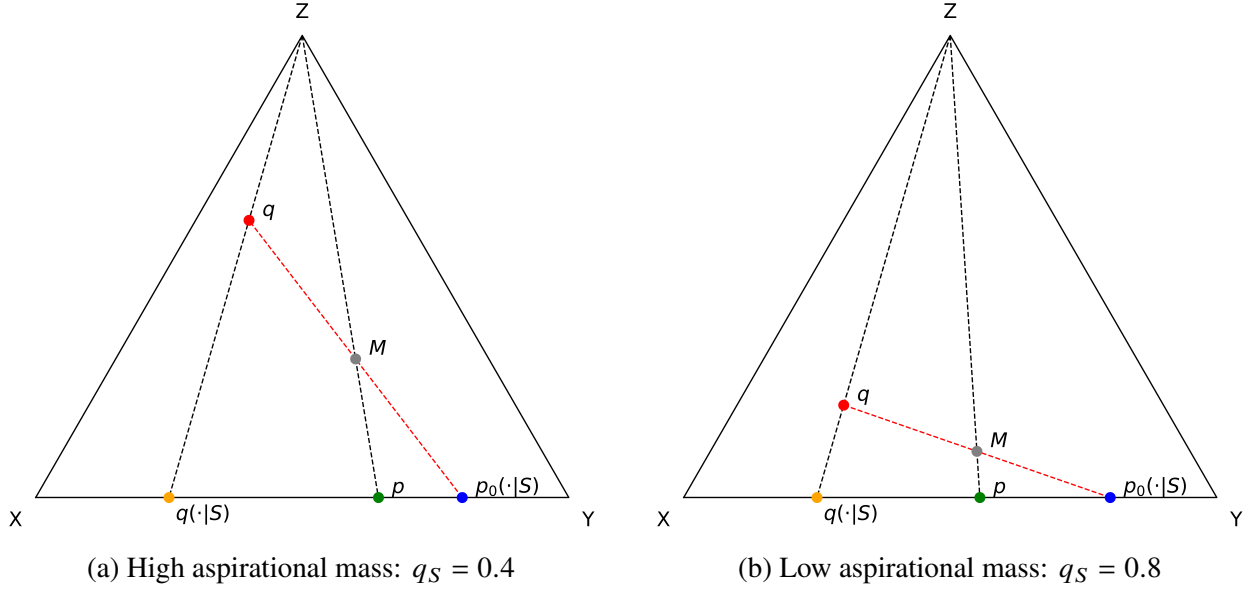 Z
q
M
p
p₀(·|S)
X
q(·|S)
Y
(a) High aspirational mass: q_S = 0.4
Z
q
M
p
p₀(·|S)
X
q(·|S)
Y
(b) Low aspirational mass: q_S = 0.8